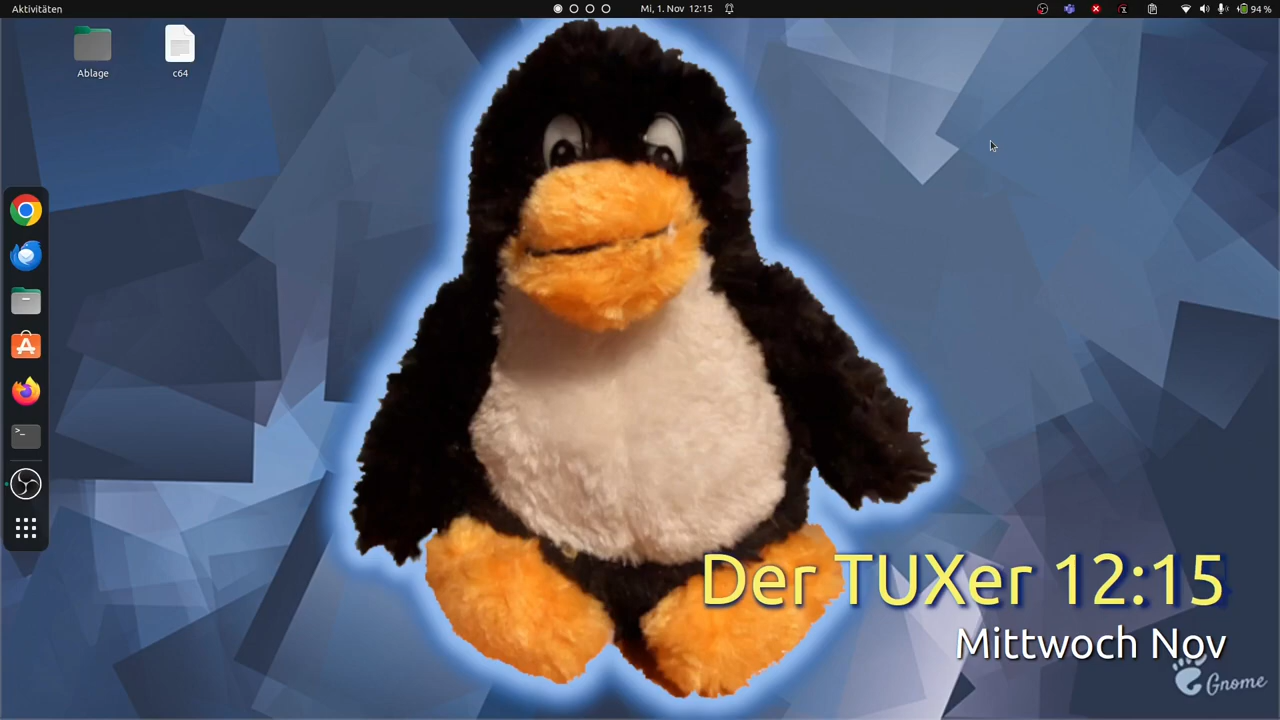 Aktivitäten
Mi, 1. Nov 12:15
94 %
Ablage
c64
Der TUXer 12:15
Mittwoch Nov
Gnome